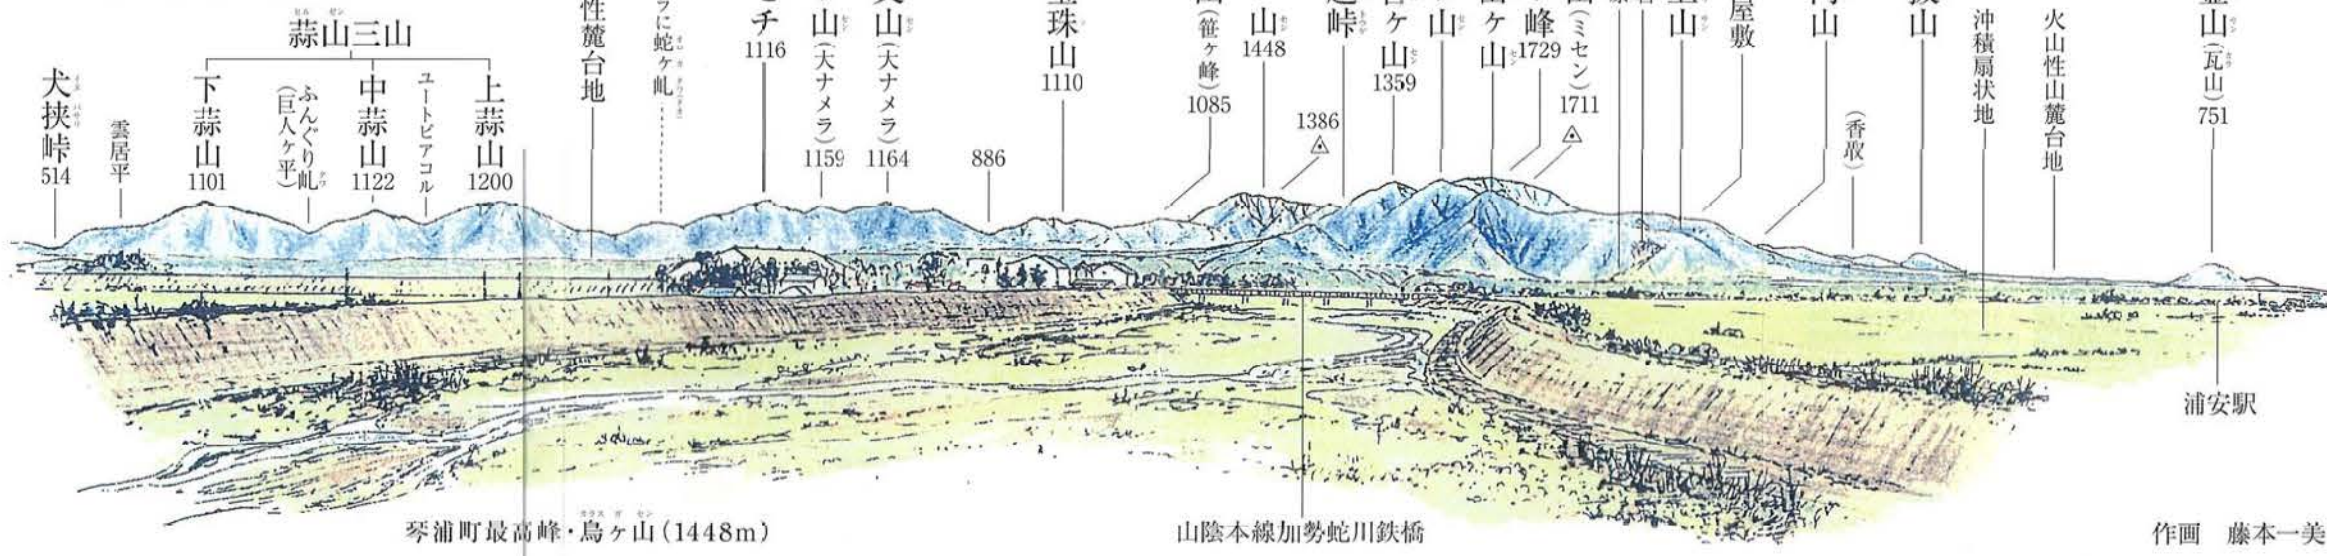 蒜山三山
犬挟峠
514
雲居平
下蒜山
1101
ふんぐり乢
(巨人ヶ平)
中蒜山
1122
ユートピアコル
上蒜山
1200
性麓台地
ラに蛇ヶ乢
チ
1116
山(大ナメラ)
1159
山(大ナメラ)
1164
886
珠山
1110
(笹ヶ峰)
1085
山
1448
1386
峠
ヶ山
1359
山
ヶ山
峰
1729
(ミセン)
1711
山
屋敷
山
(香取)
山
沖積扇状地
火山性山麓台地
山(瓦山)
751
浦安駅
琴浦町最高峰・烏ヶ山(1448m)
山陰本線加勢蛇川鉄橋
作画 藤本一美